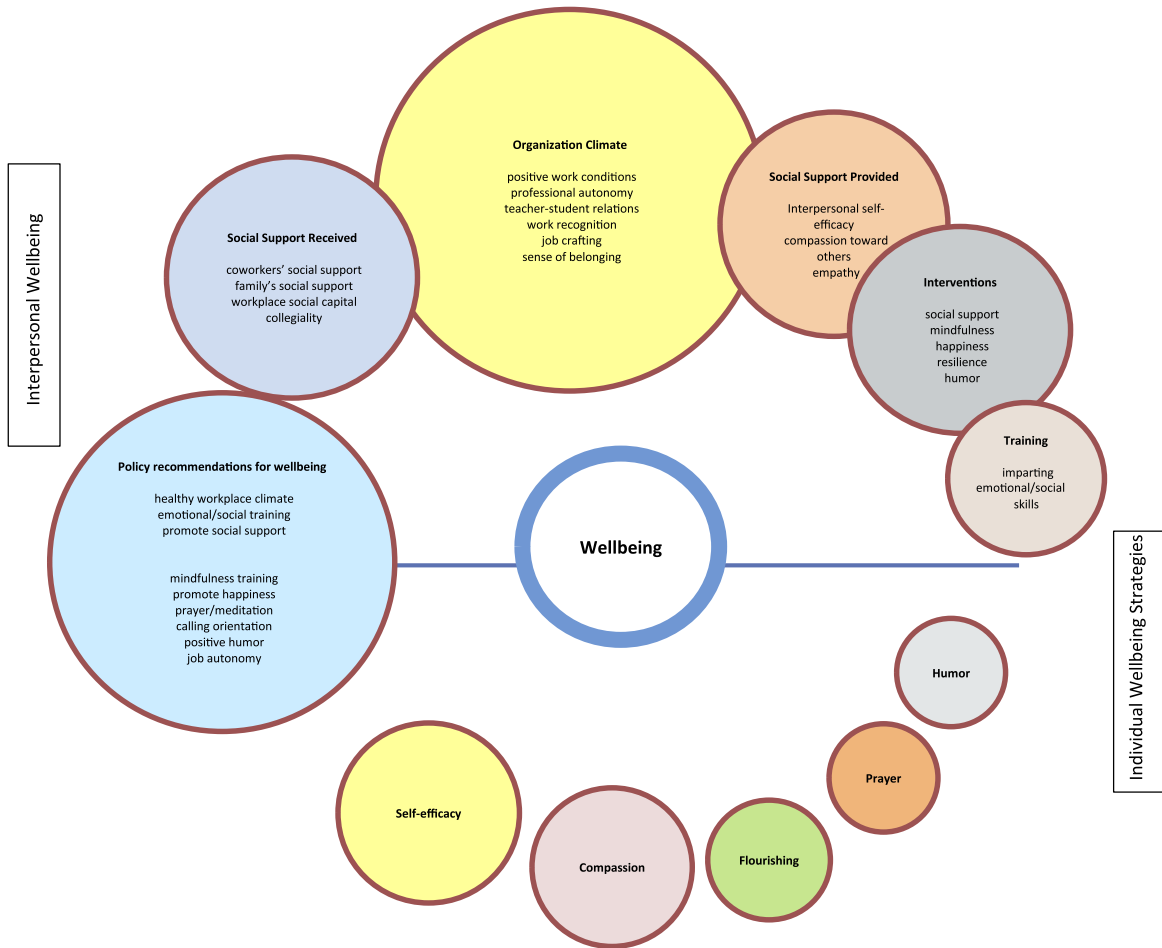 Interpersonal Wellbeing
Organization Climate
positive work conditions
professional autonomy
teacher-student relations
work recognition
job crafting
sense of belonging
Social Support Provided
Interpersonal self-
efficacy
compassion toward
others
empathy
Social Support Received
coworkers’ social support
family’s social support
workplace social capital
collegiality
Interventions
social support
mindfulness
happiness
resilience
humor
Training
imparting
emotional/social
skills
Policy recommendations for wellbeing
healthy workplace climate
emotional/social training
promote social support
mindfulness training
promote happiness
prayer/meditation
calling orientation
positive humor
job autonomy
Wellbeing
Individual Wellbeing Strategies
Humor
Prayer
Self-efficacy
Compassion
Flourishing